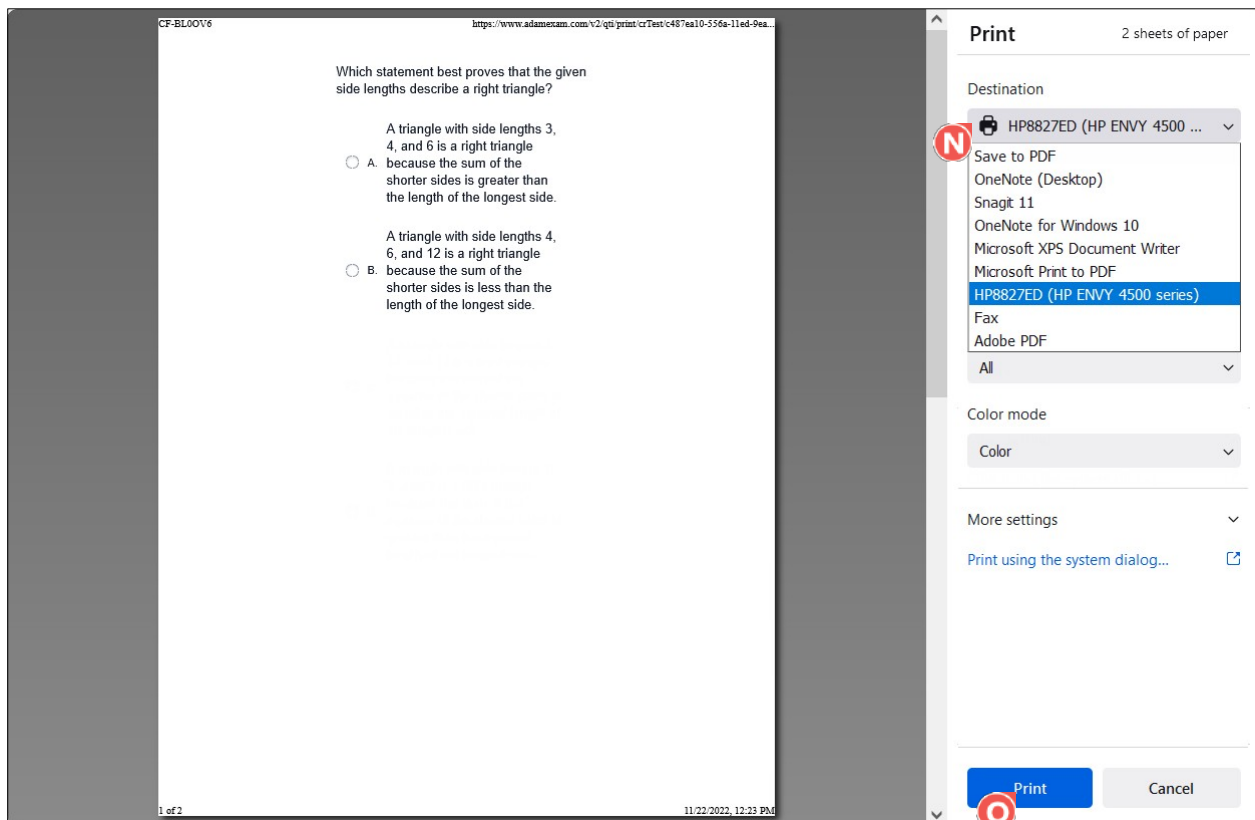 CF-BL0OV6
https://www.adamexam.com/v2/qti/print/crTest/c487ea10-556a-11ed-9ea...
Which statement best proves that the given
side lengths describe a right triangle?
A triangle with side lengths 3,
4, and 6 is a right triangle
A. because the sum of the
shorter sides is greater than
the length of the longest side.
A triangle with side lengths 4,
6, and 12 is a right triangle
B. because the sum of the
shorter sides is less than the
length of the longest side.
1 of 2
11/22/2022, 12:23 PM
Print
2 sheets of paper
Destination
N
HP8827ED (HP ENVY 4500 ...
Save to PDF
OneNote (Desktop)
Snagit 11
OneNote for Windows 10
Microsoft XPS Document Writer
Microsoft Print to PDF
HP8827ED (HP ENVY 4500 series)
Fax
Adobe PDF
All
Color mode
Color
More settings
Print using the system dialog...
Print
Cancel
O